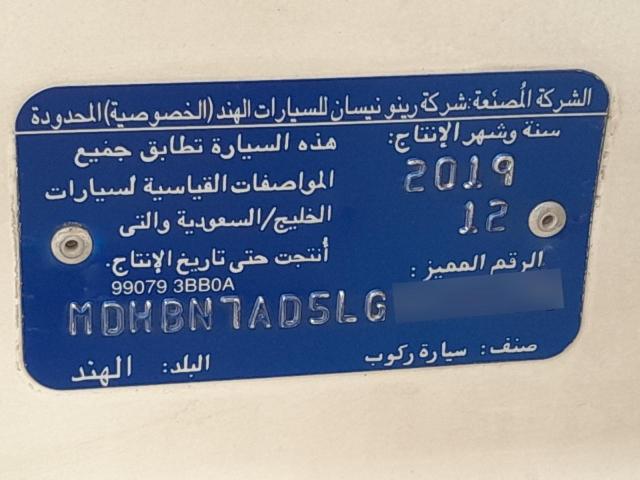 الشركة المُصنَعة: شركة رينو نيسان للسيارات الهند (الخصوصية) المحدودة
سنة وشهر الإنتاج:
2019
12
هذه السيارة تطابق جميع
المواصفات القياسية لسيارات
الخليج/السعودية والتى
أنتجت حتى تاريخ الإنتاج.
الرقم المميز :
99079 3BB0A
MDHBN7AD5LG
صنف: سيارة ركوب
البلد: الهند